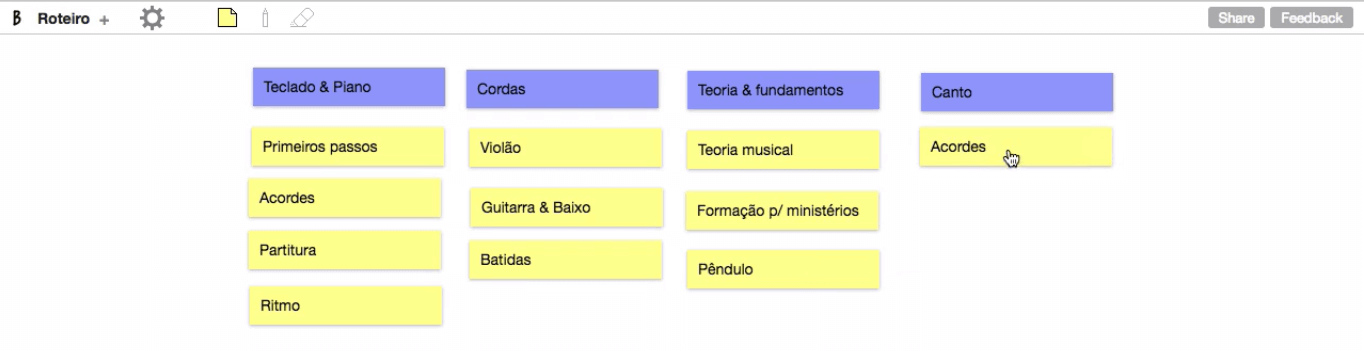 B Roteiro +
Share Feedback
Teclado & Piano
Primeiros passos
Acordes
Partitura
Ritmo
Cordas
Violão
Guitarra & Baixo
Batidas
Teoria & fundamentos
Teoria musical
Formação p/ ministérios
Pêndulo
Canto
Acordes